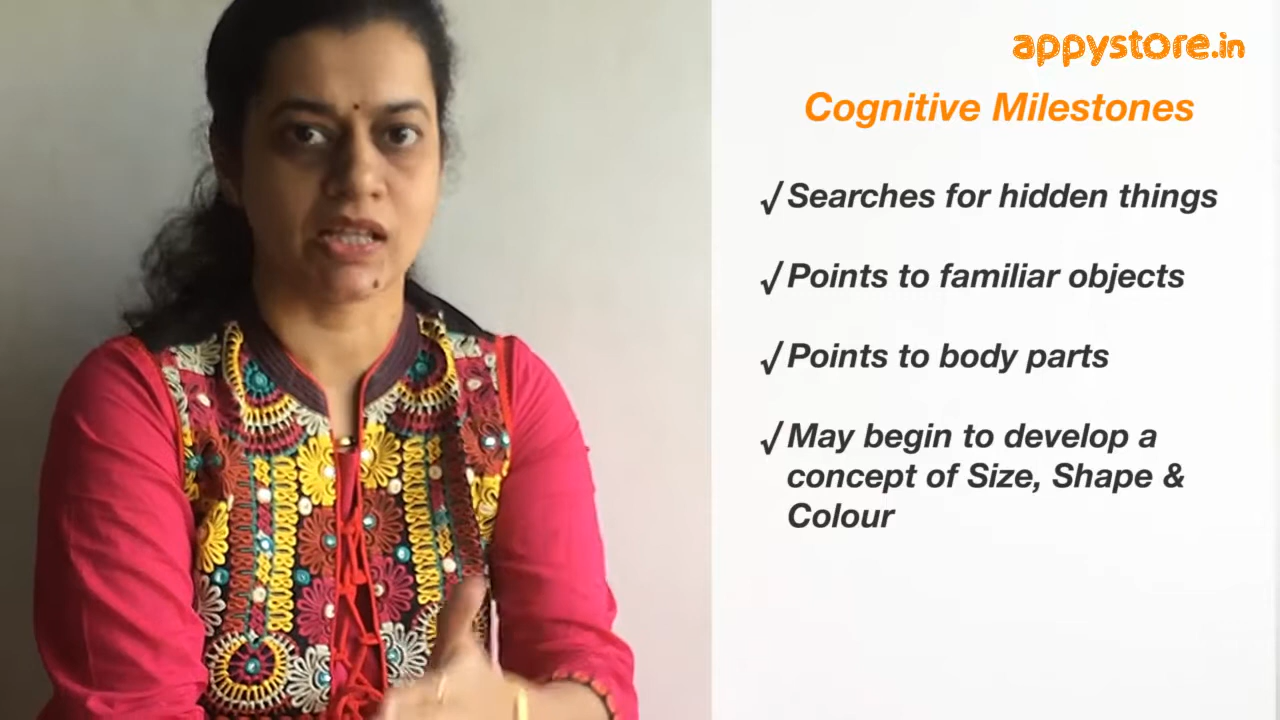 appystore.in
Cognitive Milestones
√ Searches for hidden things
√ Points to familiar objects
√ Points to body parts
√ May begin to develop a
concept of Size, Shape &
Colour